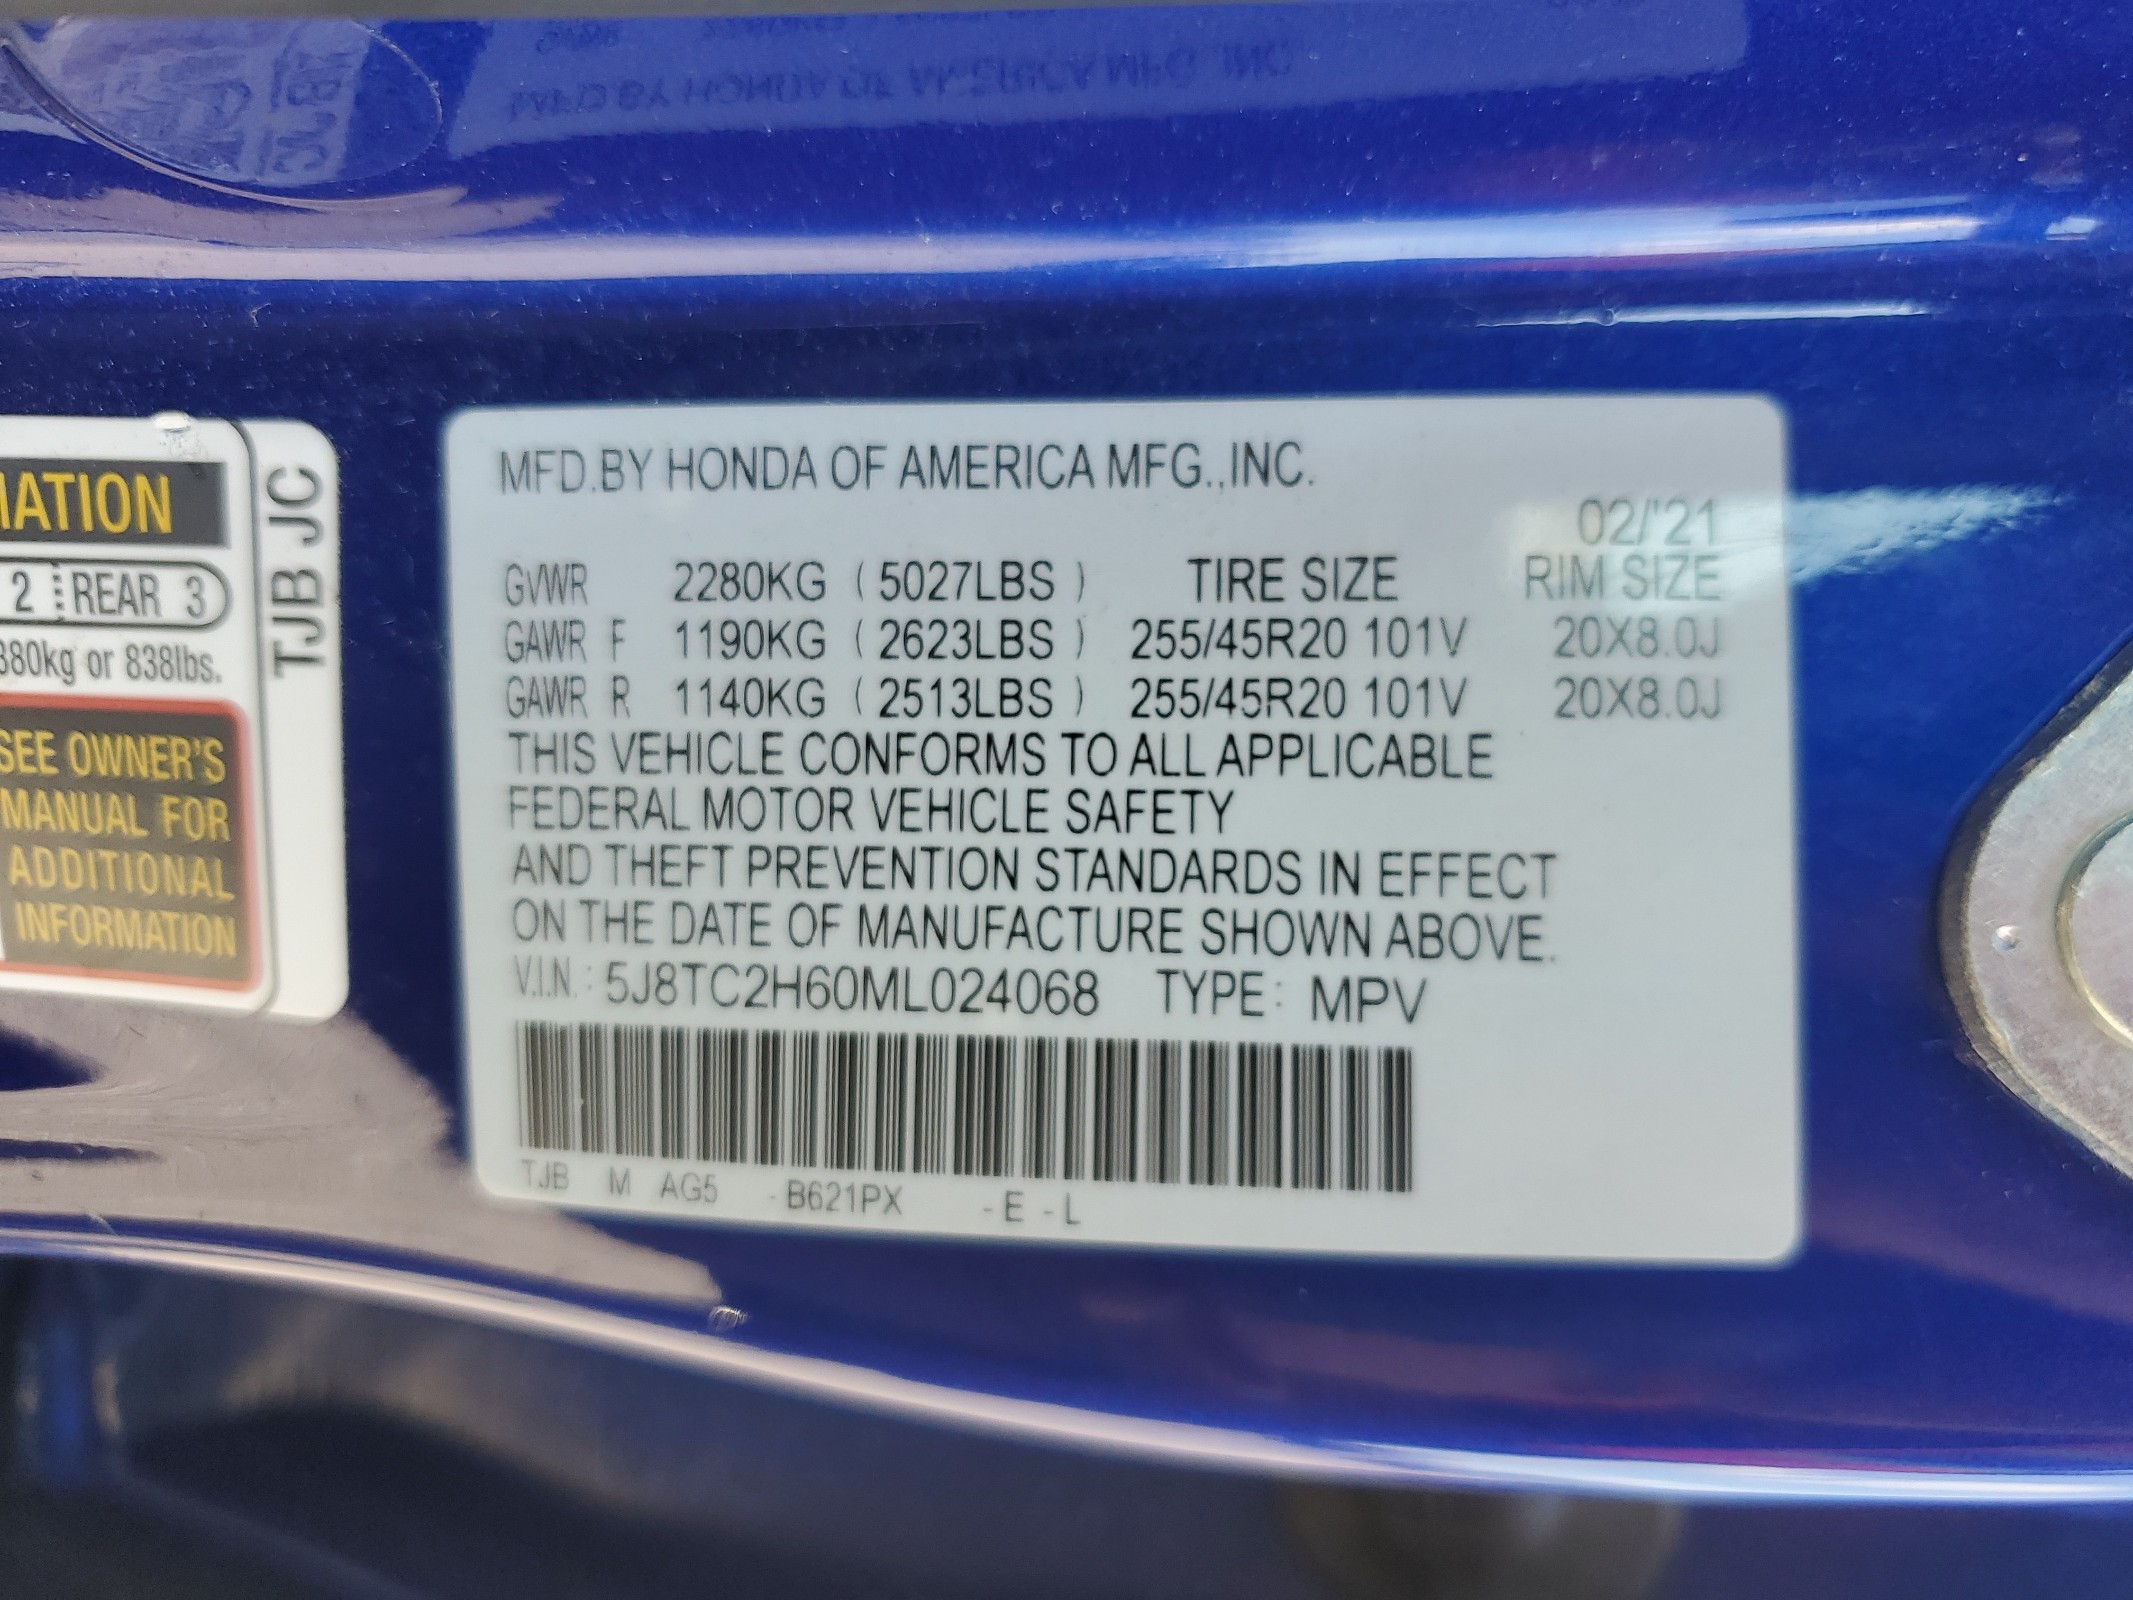 MATION
2 REAR 3
380kg or 838lbs.
SEE OWNER'S
MANUAL FOR
ADDITIONAL
INFORMATION
TJB JC
MFD.BY HONDA OF AMERICA MFG.,INC.
02/'21
GVWR 2280KG ( 5027LBS ) TIRE SIZE RIM SIZE
GAWR F 1190KG ( 2623LBS ) 255/45R20 101V 20X8.0J
GAWR R 1140KG ( 2513LBS ) 255/45R20 101V 20X8.0J
THIS VEHICLE CONFORMS TO ALL APPLICABLE
FEDERAL MOTOR VEHICLE SAFETY
AND THEFT PREVENTION STANDARDS IN EFFECT
ON THE DATE OF MANUFACTURE SHOWN ABOVE.
V.I.N.: 5J8TC2H60ML024068 TYPE: MPV
TJB M AG5 -B621PX -E -L